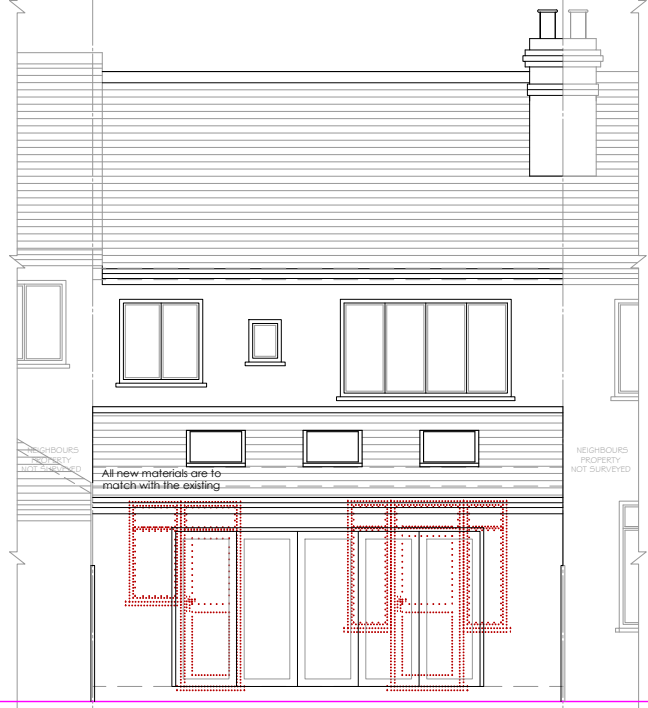 NEIGHBOURS
PROPERTY
NOT SURVEYED
All new materials are to
match with the existing
NEIGHBOURS
PROPERTY
NOT SURVEYED